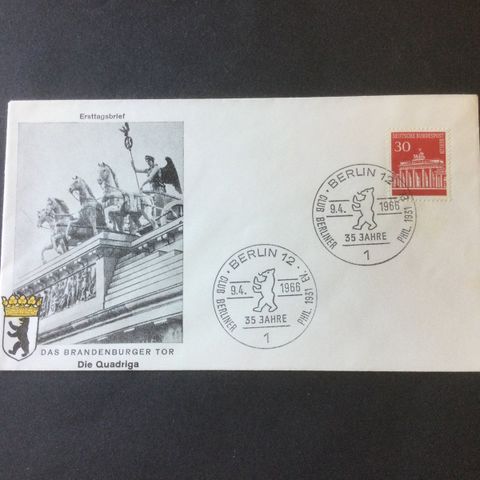 Ersttagsbrief
DEUTSCHE BUNDESPOST
30
BERLIN
BERLIN 12
9.4. 1966
35 JAHRE
CLUB BERLINER PHIL. 1931 e.V.
1
BERLIN 12
9.4. 1966
35 JAHRE
CLUB BERLINER PHIL. 1931
1
DAS BRANDENBURGER TOR
Die Quadriga